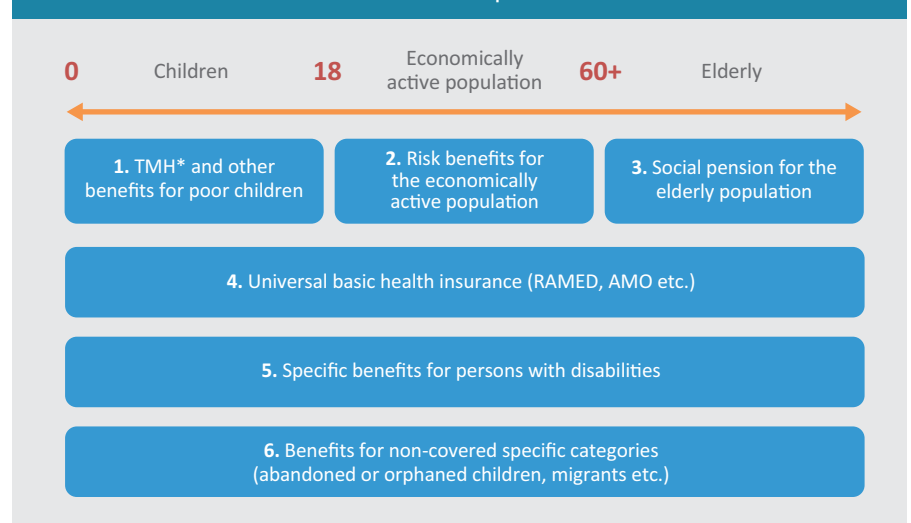 0 Children 18 Economically active population 60+ Elderly
1. TMH* and other
benefits for poor children
2. Risk benefits for
the economically
active population
3. Social pension for the
elderly population
4. Universal basic health insurance (RAMED, AMO etc.)
5. Specific benefits for persons with disabilities
6. Benefits for non-covered specific categories
(abandoned or orphaned children, migrants etc.)